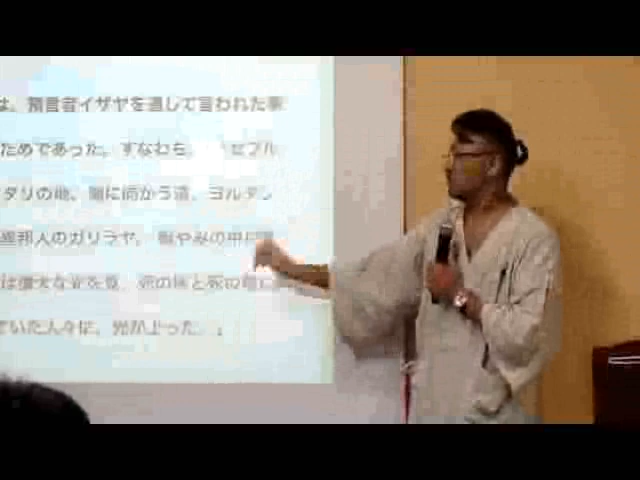 は、預言者イザヤを通して言われた事
ためであった。すなわち、 ゼブル
タリの地、 に向かう道、ヨルダン
邦人のガリラヤ。 暗やみの中に
は偉大な光を見、死の地と死の
ていた人々に、光が上った。」